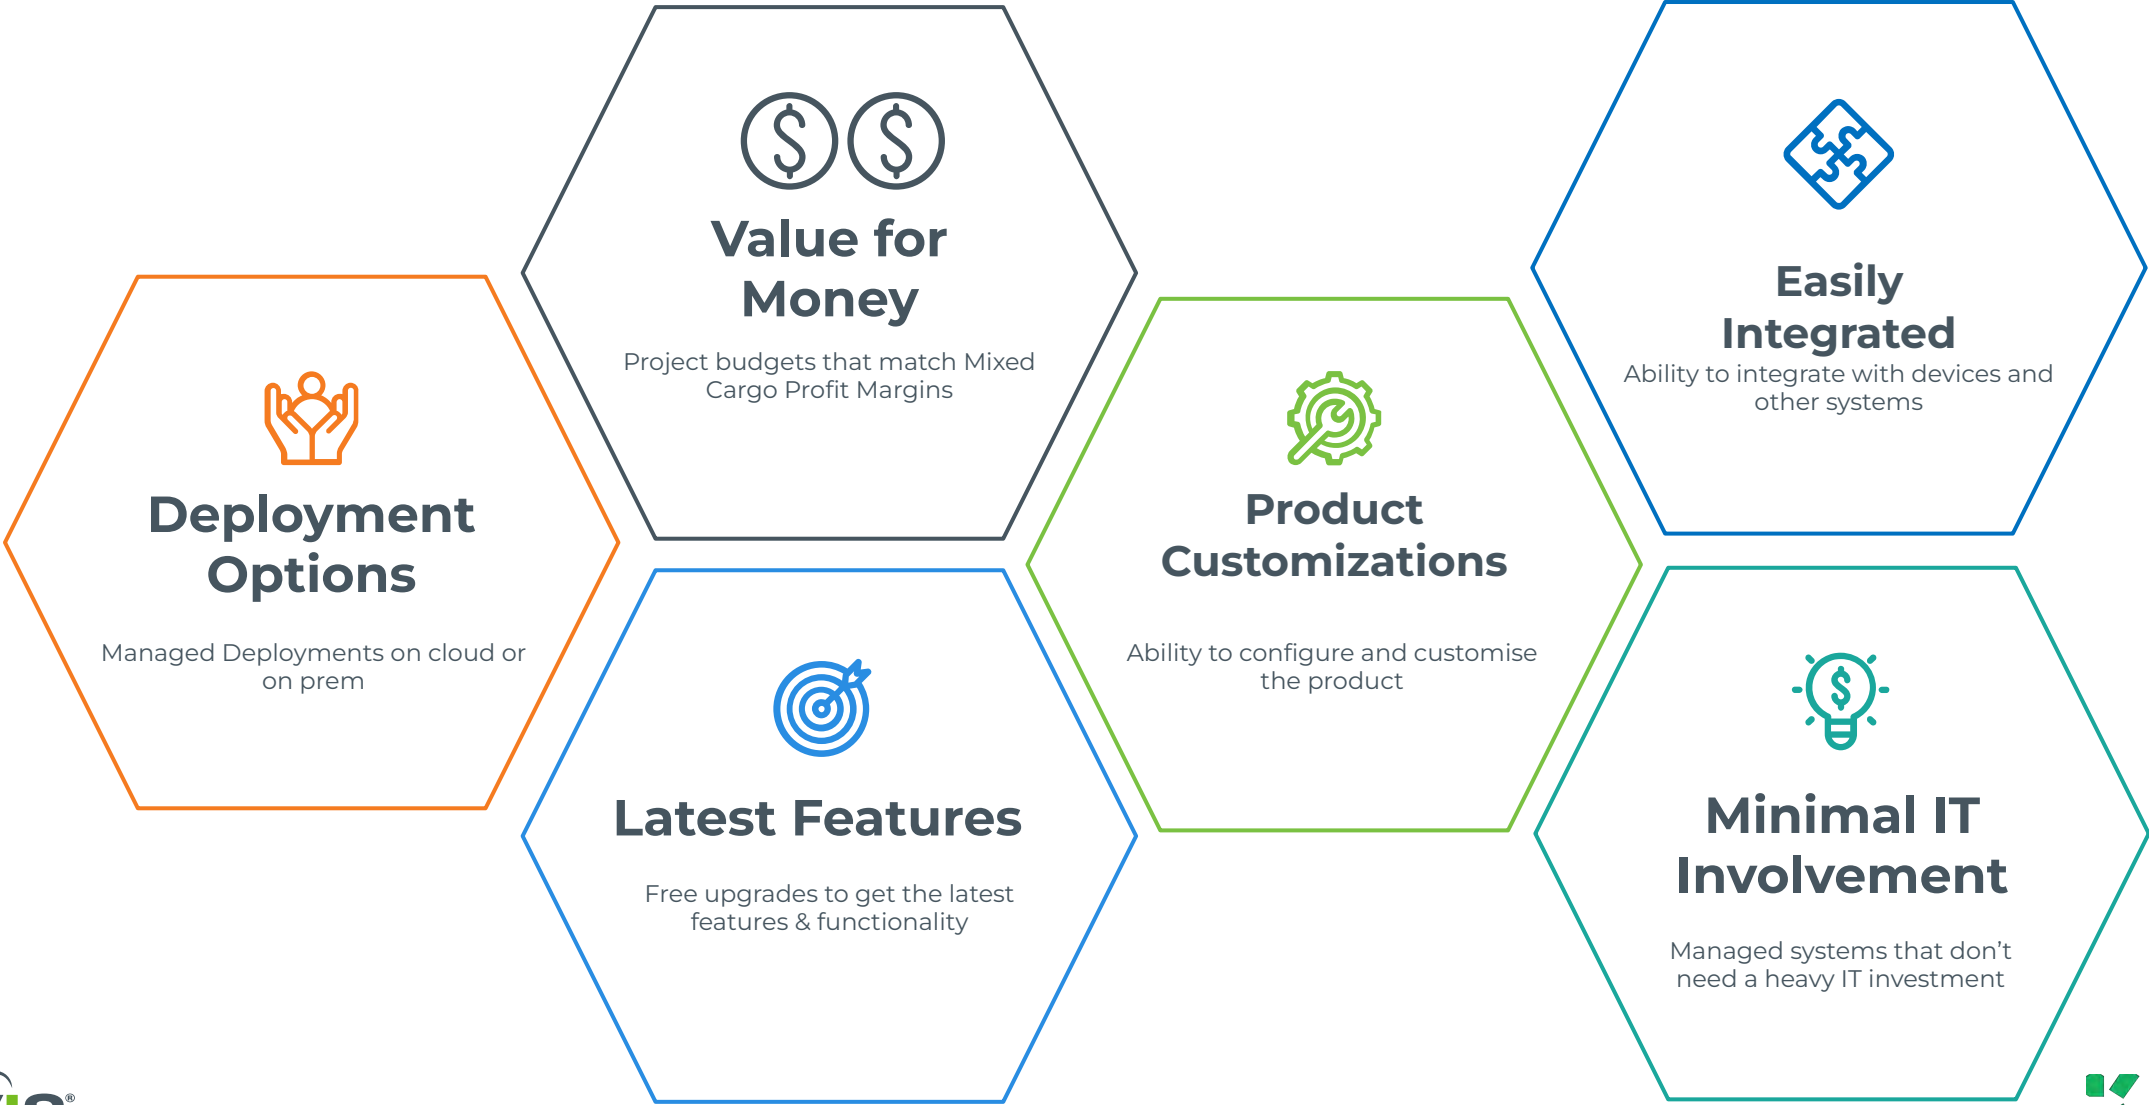 Value for
Money
Project budgets that match Mixed
Cargo Profit Margins
Easily
Integrated
Ability to integrate with devices and
other systems
Deployment
Options
Managed Deployments on cloud or
on prem
Product
Customizations
Ability to configure and customise
the product
Latest Features
Free upgrades to get the latest
features & functionality
Minimal IT
Involvement
Managed systems that don’t
need a heavy IT investment